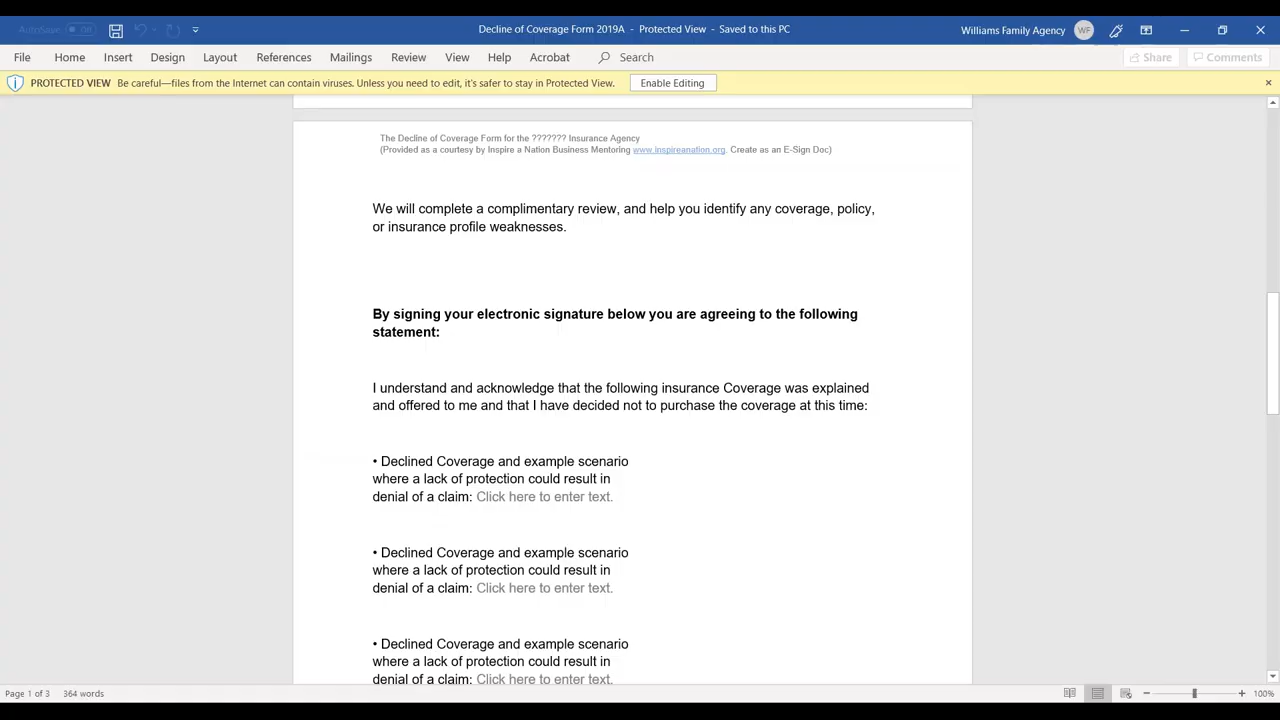 AutoSave Off
Decline of Coverage Form 2019A - Protected View - Saved to this PC
Williams Family Agency WF
File Home Insert Design Layout References Mailings Review View Help Acrobat Search Share Comments
PROTECTED VIEW Be careful—files from the Internet can contain viruses. Unless you need to edit, it's safer to stay in Protected View. Enable Editing
The Decline of Coverage Form for the ??????? Insurance Agency
(Provided as a courtesy by Inspire a Nation Business Mentoring www.inspireanation.org. Create as an E-Sign Doc)
We will complete a complimentary review, and help you identify any coverage, policy,
or insurance profile weaknesses.
By signing your electronic signature below you are agreeing to the following
statement:
I understand and acknowledge that the following insurance Coverage was explained
and offered to me and that I have decided not to purchase the coverage at this time:
• Declined Coverage and example scenario
where a lack of protection could result in
denial of a claim: Click here to enter text.
• Declined Coverage and example scenario
where a lack of protection could result in
denial of a claim: Click here to enter text.
• Declined Coverage and example scenario
where a lack of protection could result in
denial of a claim: Click here to enter text.
Page 1 of 3 364 words 100%